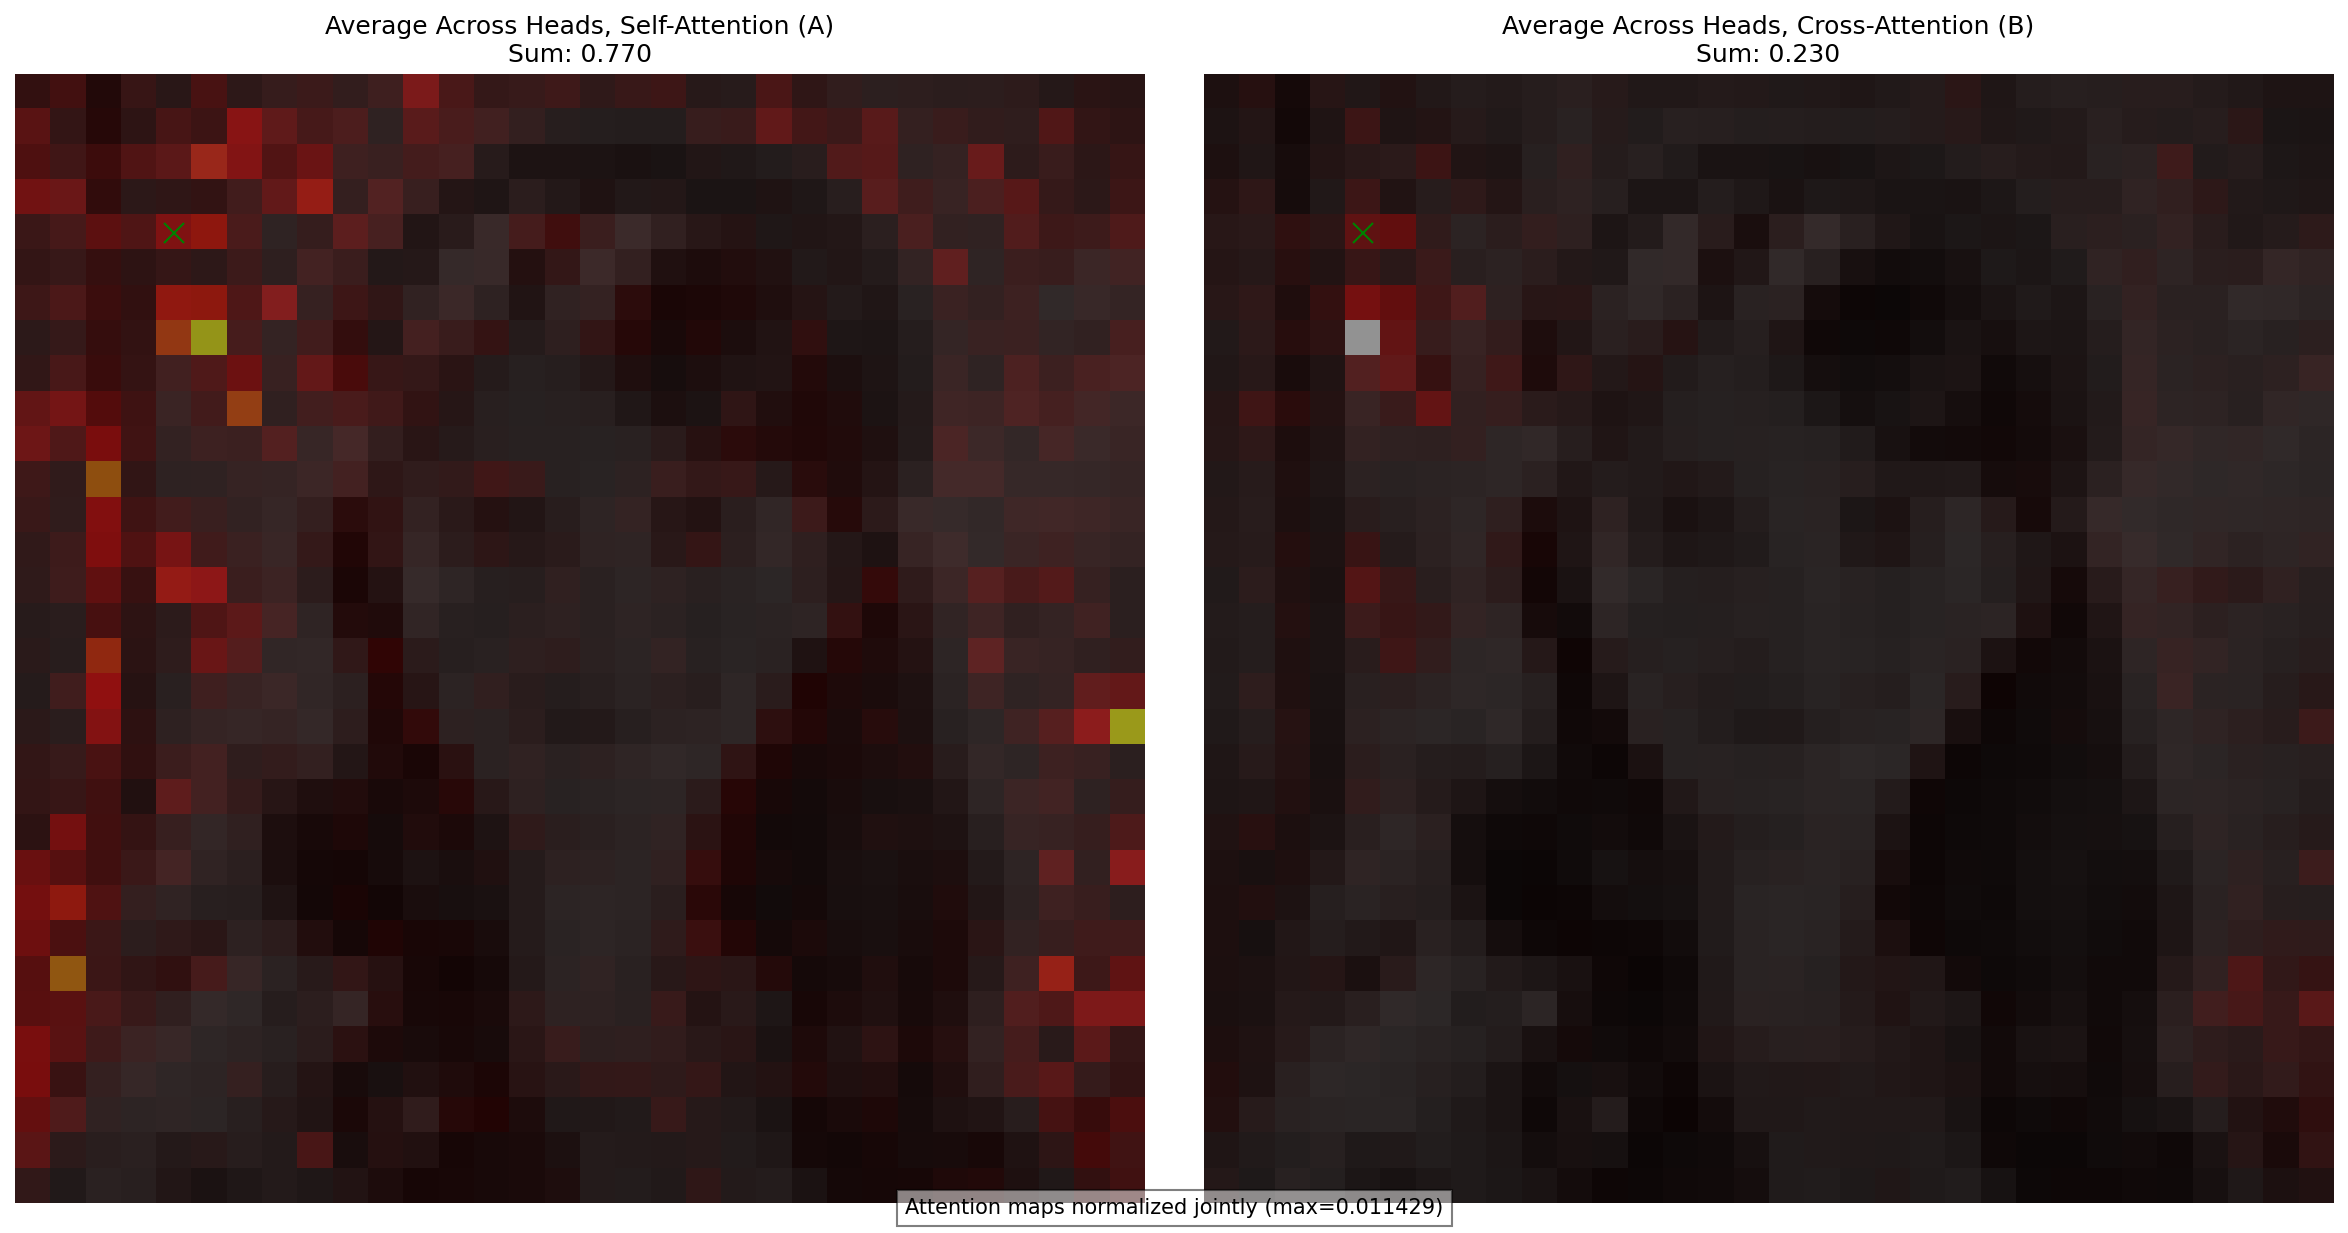 Average Across Heads, Self-Attention (A)
Sum: 0.770
Average Across Heads, Cross-Attention (B)
Sum: 0.230
Attention maps normalized jointly (max=0.011429)